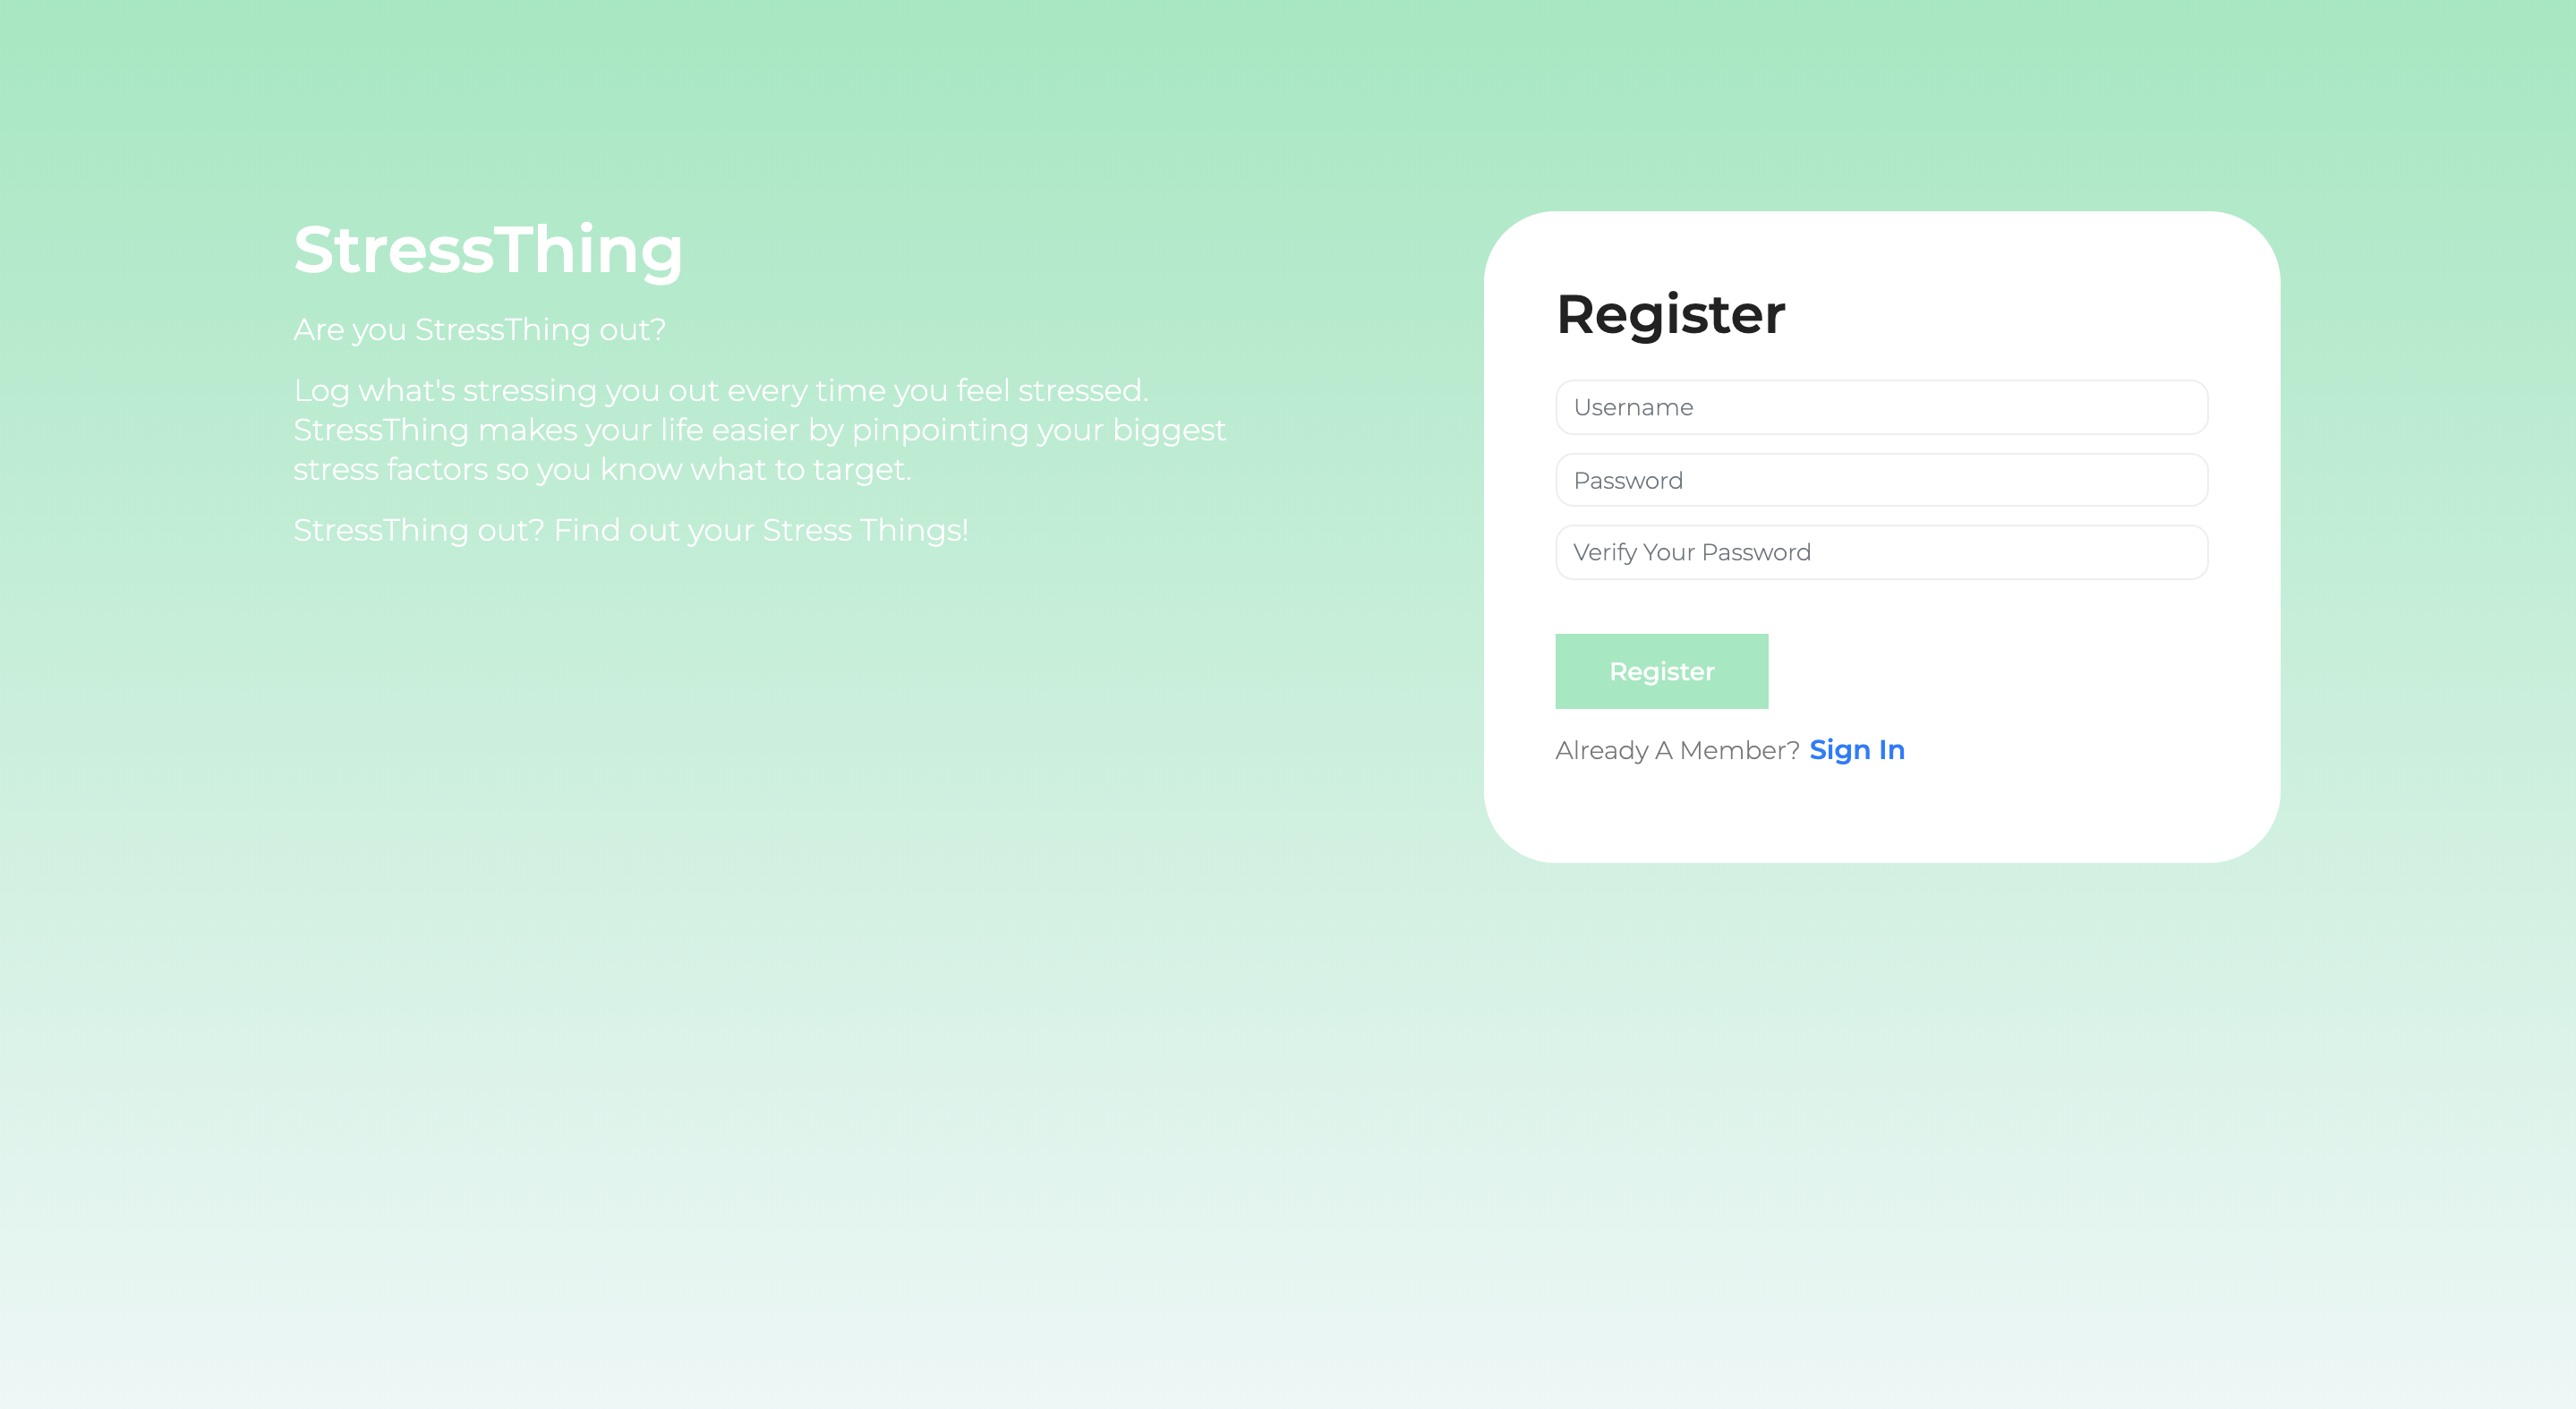 StressThing
Are you StressThing out?
Log what's stressing you out every time you feel stressed.
StressThing makes your life easier by pinpointing your biggest
stress factors so you know what to target.
StressThing out? Find out your Stress Things!
Register
Username
Password
Verify Your Password
Register
Already A Member? Sign In